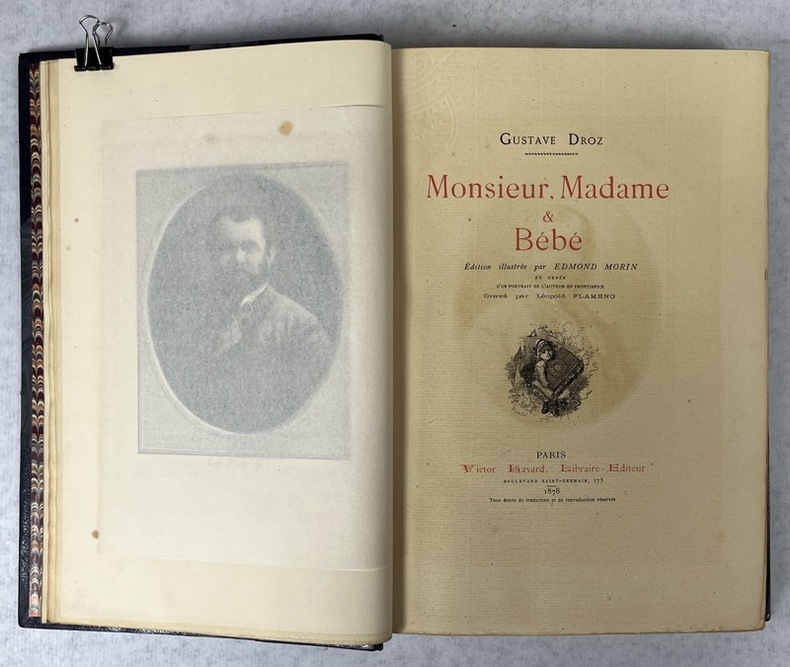 GUSTAVE DROZ
Monsieur, Madame
&
Bébé
Édition illustrée par EDMOND MORIN
ET ORNÉE
D'UN PORTRAIT DE L'AUTEUR EN FRONTISPICE
Gravé par Léopold FLAMENG
PARIS
Victor Havard, Libraire-Éditeur
BOULEVARD SAINT-GERMAIN, 175
1878
Tous droits de traduction et de reproduction réservés